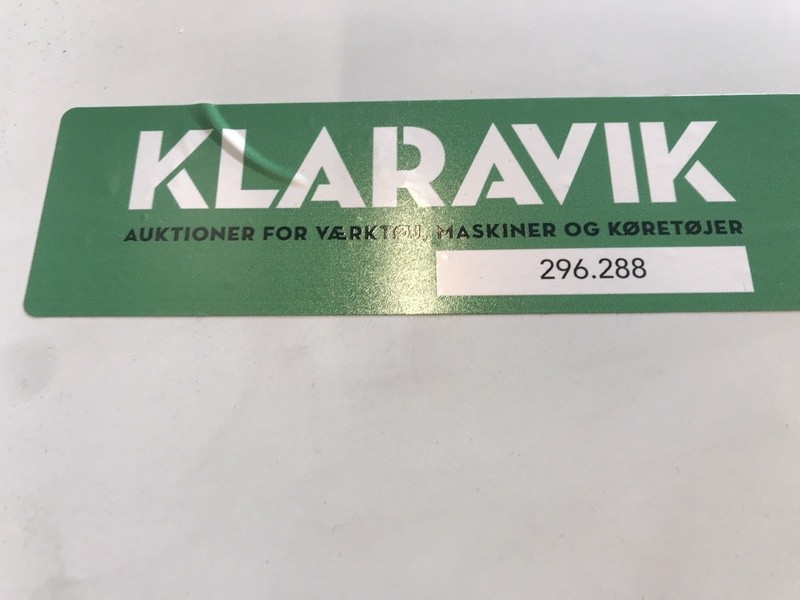 KLARAVIK
AUKTIONER FOR VÆRKTØJ, MASKINER OG KØRETØJER
296.288